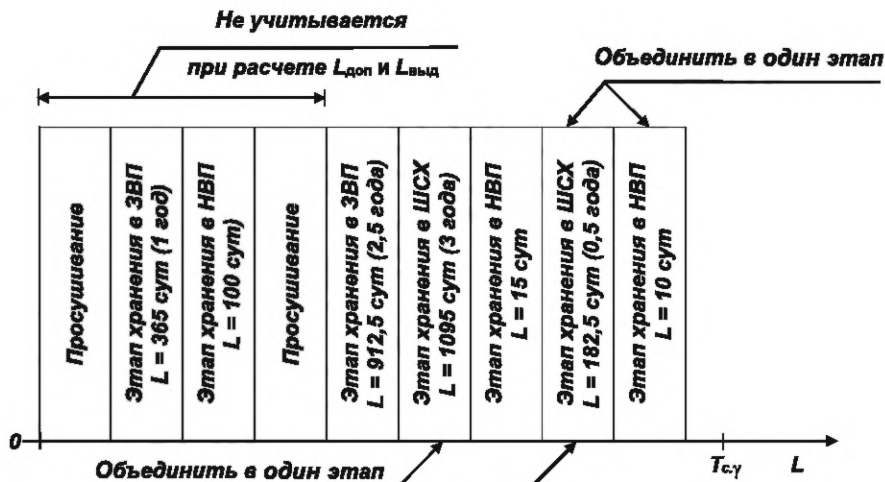 Не учитывается
при расчете Lдоп и Lвыд
Объединить в один этап
Просушивание
Этап хранения в ЗВП
L = 365 сут (1 год)
Этап хранения в НВП
L = 100 сут)
Просушивание
Этап хранения в ЗВП
L = 912,5 сут (2,5 года)
Этап хранения в ШСХ
L = 1095 сут (3 года)
Этап хранения в НВП
L = 15 сут
Этап хранения в ШСХ
L = 182,5 сут (0,5 года)
Этап хранения в НВП
L = 10 сут
0
Tс.γ
L
Объединить в один этап